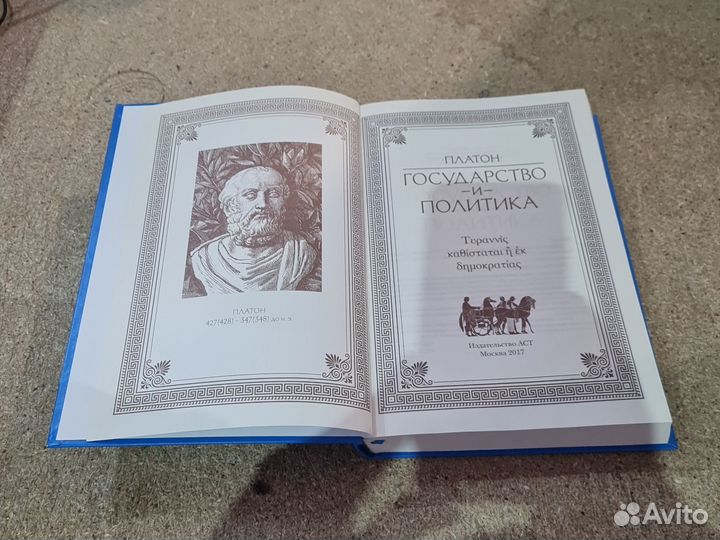 ПЛАТОН
427(428) – 347(348) до н. э.
·ПЛАТОН·
ГОСУДАРСТВО
–И–
ПОЛИТИКА
Τυραννὶς
καθίσταται ἢ ἐκ
δημοκρατίας
Издательство АСТ
Москва 2017
Avito